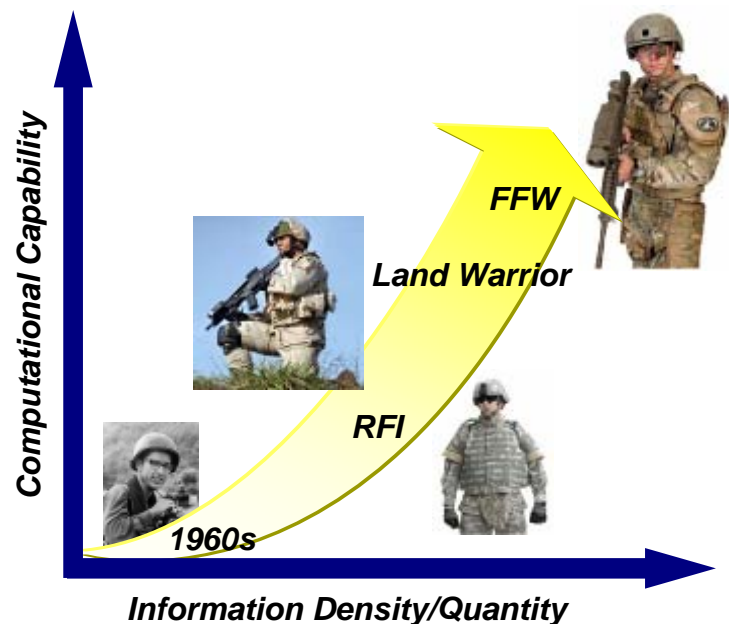 Computational Capability
FFW
Land Warrior
RFI
1960s
Information Density/Quantity